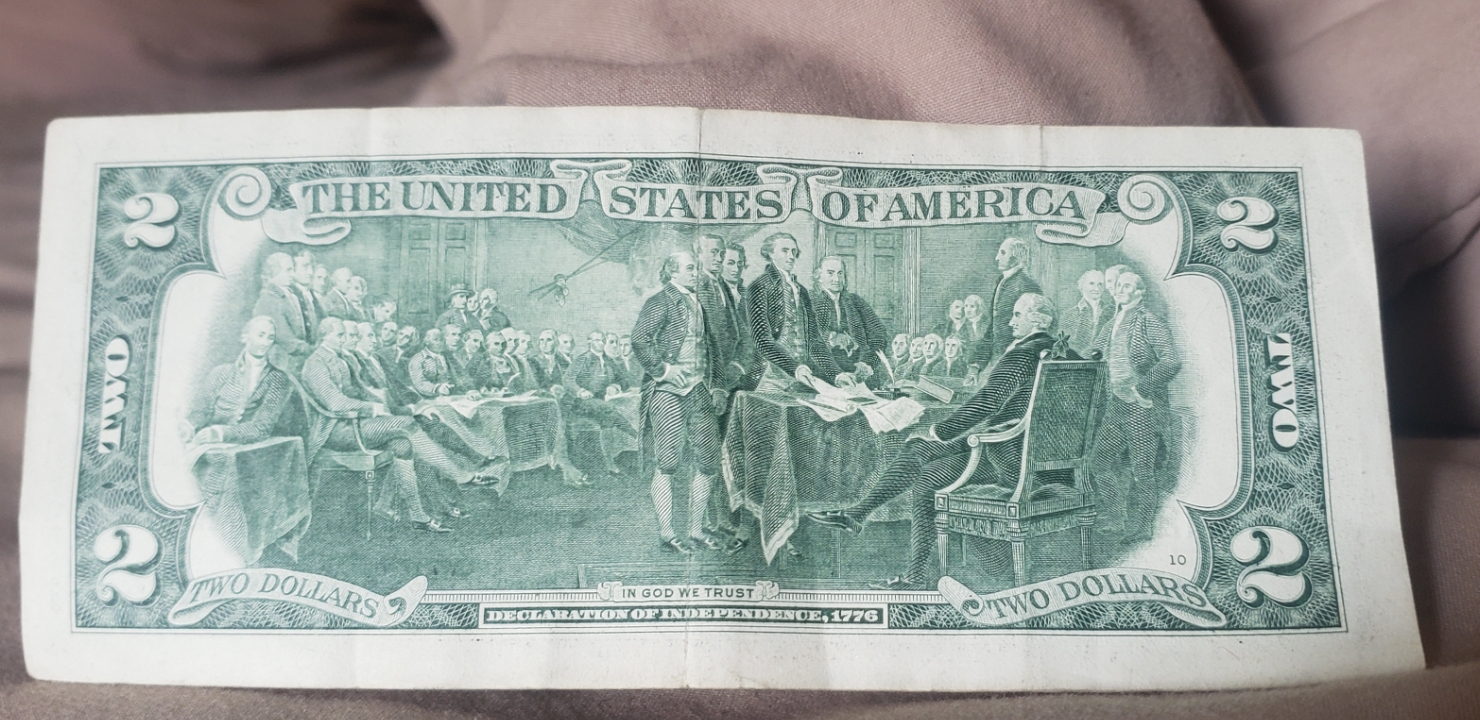 THE UNITED STATES OF AMERICA
2
2
TWO
TWO
2
2
10
TWO DOLLARS
IN GOD WE TRUST
TWO DOLLARS
DECLARATION OF INDEPENDENCE, 1776